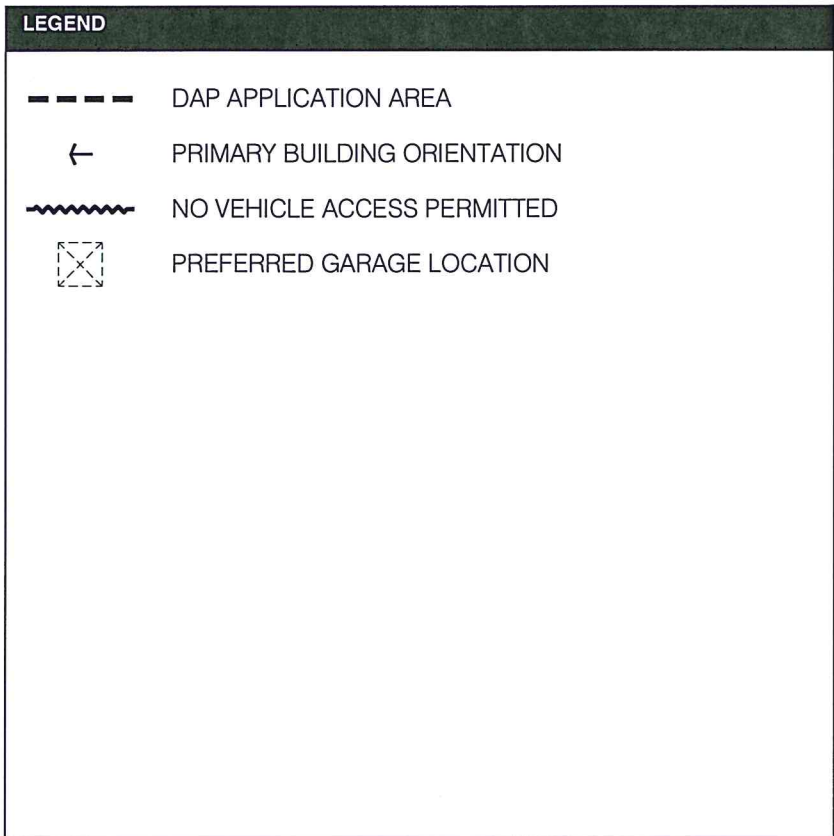 LEGEND
DAP APPLICATION AREA
PRIMARY BUILDING ORIENTATION
NO VEHICLE ACCESS PERMITTED
PREFERRED GARAGE LOCATION